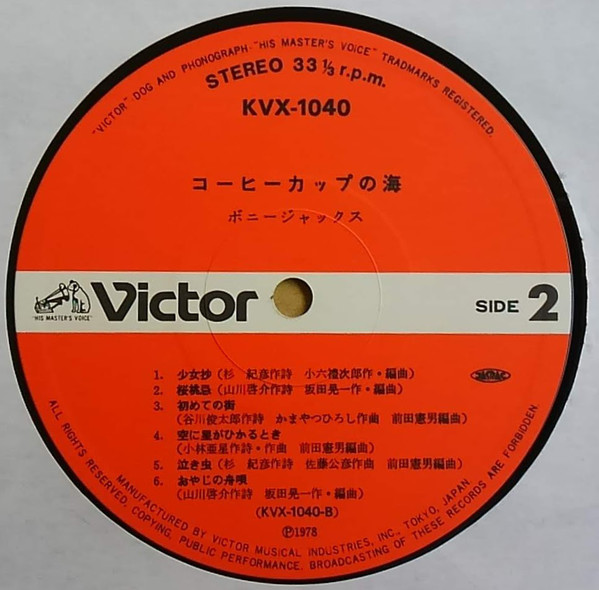 "VICTOR"·DOG AND PHONOGRAPH·"HIS MASTER'S VOICE" TRADMARKS REGISTERED.
STEREO 33 1/3 r.p.m.
KVX-1040
コーヒーカップの海
ボニージャックス
"HIS MASTER'S VOICE"
Victor
SIDE 2
1. 少女抄(杉 紀彦作詩 小六禮次郎作・編曲)
2. 桜桃忌(山川啓介作詩 坂田晃一作・編曲)
3. 初めての街
(谷川俊太郎作詩 かまやつひろし作曲 前田憲男編曲)
4. 空に星がひかるとき
(小林亜星作詩・作曲 前田憲男編曲)
5. 泣き虫(杉 紀彦作詩 佐藤公彦作曲 前田憲男編曲)
6. おやじの舟唄
(山川啓介作詩 坂田晃一作・編曲)
JASRAC
(KVX-1040-B)
Ⓟ1978
MANUFACTURED BY VICTOR MUSICAL INDUSTRIES, INC., TOKYO, JAPAN
ALL RIGHTS RESERVED, COPYING, PUBLIC PERFORMANCE, BROADCASTING OF THESE RECORDS ARE FORBIDDEN.